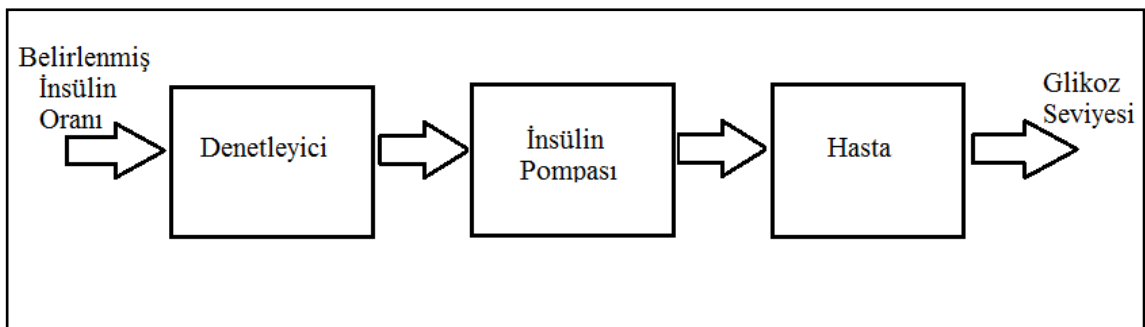 Belirlenmiş
İnsülin
Oranı
Denetleyici
İnsülin
Pompası
Hasta
Glikoz
Seviyesi